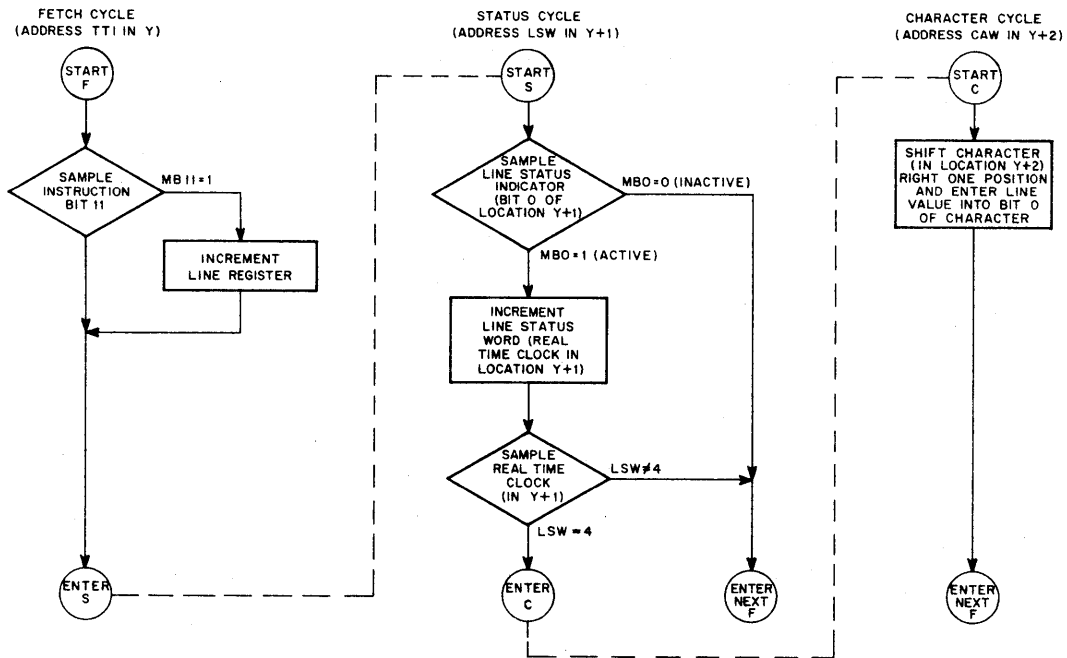 FETCH CYCLE
(ADDRESS TTI IN Y)
START
F
SAMPLE
INSTRUCTION
BIT 11
MB11=1
INCREMENT
LINE REGISTER
ENTER
S
STATUS CYCLE
(ADDRESS LSW IN Y+1)
START
S
SAMPLE
LINE STATUS
INDICATOR
(BIT 0 OF
LOCATION Y+1)
MB0=0 (INACTIVE)
MB0=1 (ACTIVE)
INCREMENT
LINE STATUS
WORD (REAL
TIME CLOCK IN
LOCATION Y+1)
SAMPLE
REAL TIME
CLOCK
(IN Y+1)
LSW≠4
LSW=4
ENTER
C
ENTER
NEXT
F
CHARACTER CYCLE
(ADDRESS CAW IN Y+2)
START
C
SHIFT CHARACTER
(IN LOCATION Y+2)
RIGHT ONE POSITION
AND ENTER LINE
VALUE INTO BIT 0
OF CHARACTER
ENTER
NEXT
F